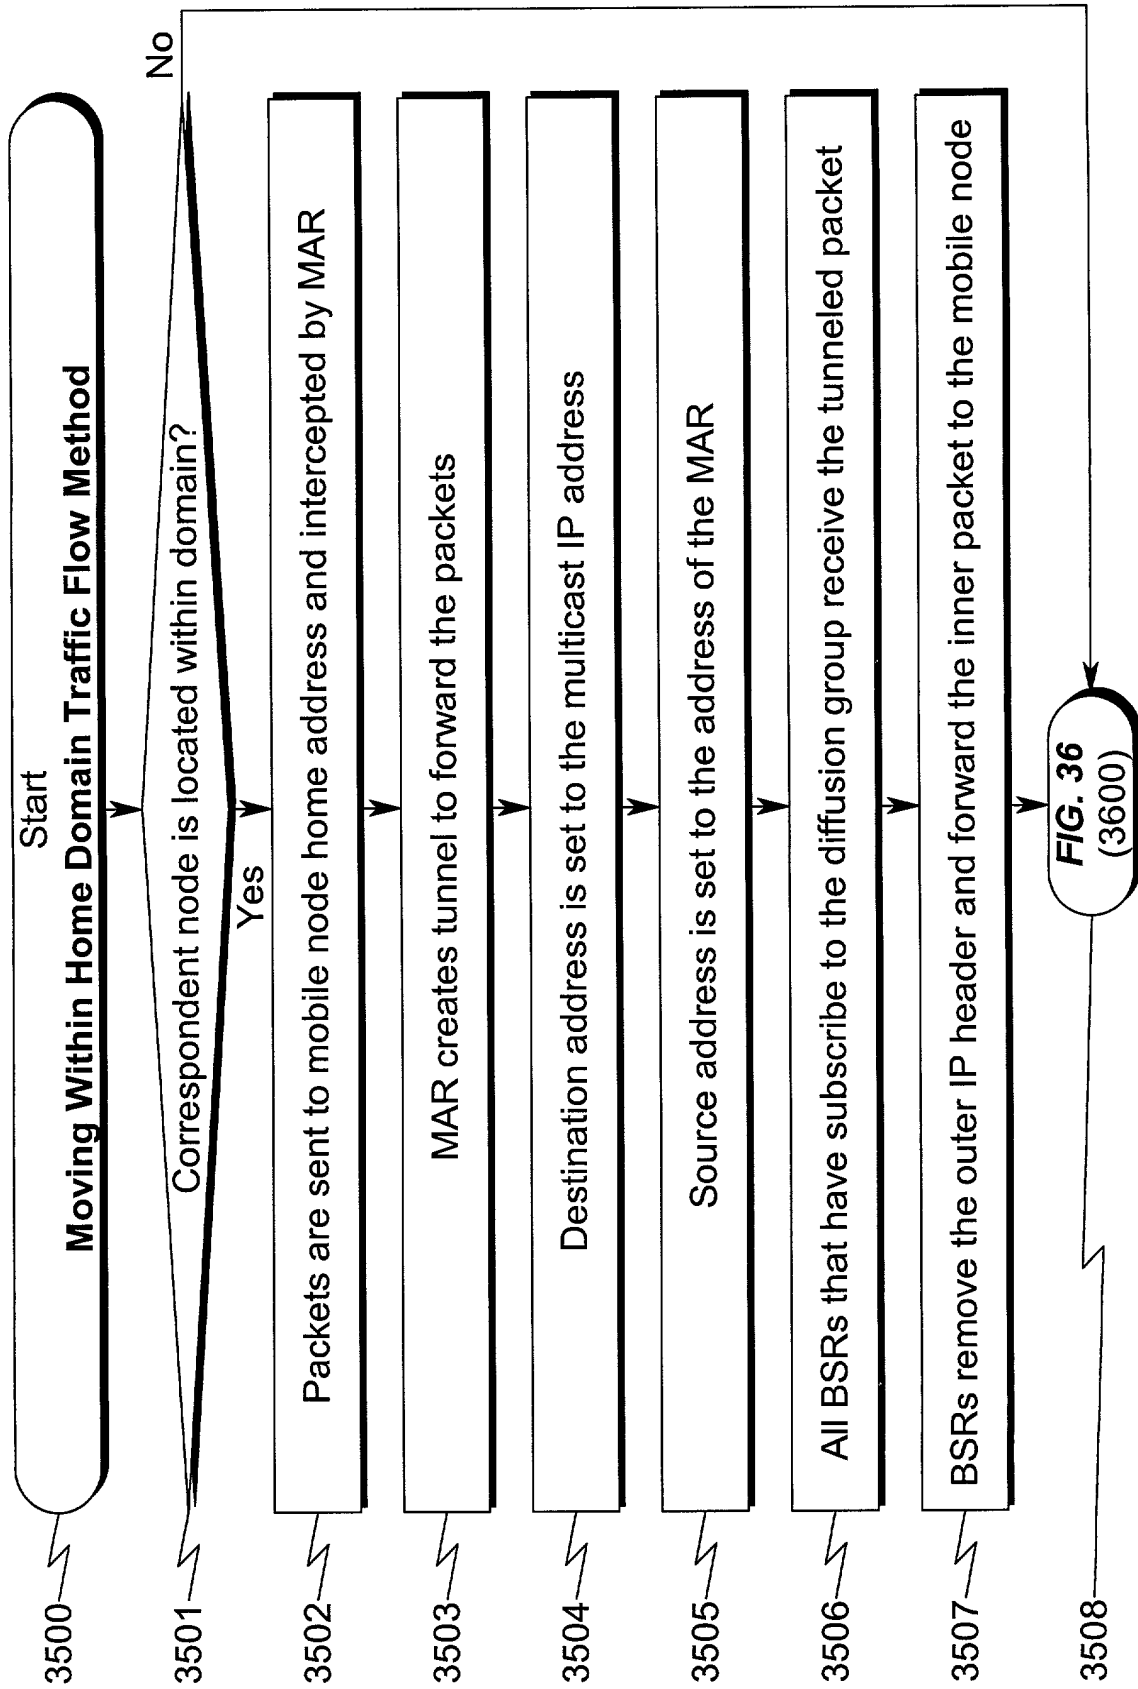 Start
Moving Within Home Domain Traffic Flow Method
3500
Correspondent node is located within domain?
No
3501
Yes
Packets are sent to mobile node home address and intercepted by MAR
3502
MAR creates tunnel to forward the packets
3503
Destination address is set to the multicast IP address
3504
Source address is set to the address of the MAR
3505
All BSRs that have subscribe to the diffusion group receive the tunneled packet
3506
BSRs remove the outer IP header and forward the inner packet to the mobile node
3507
FIG. 36
(3600)
3508